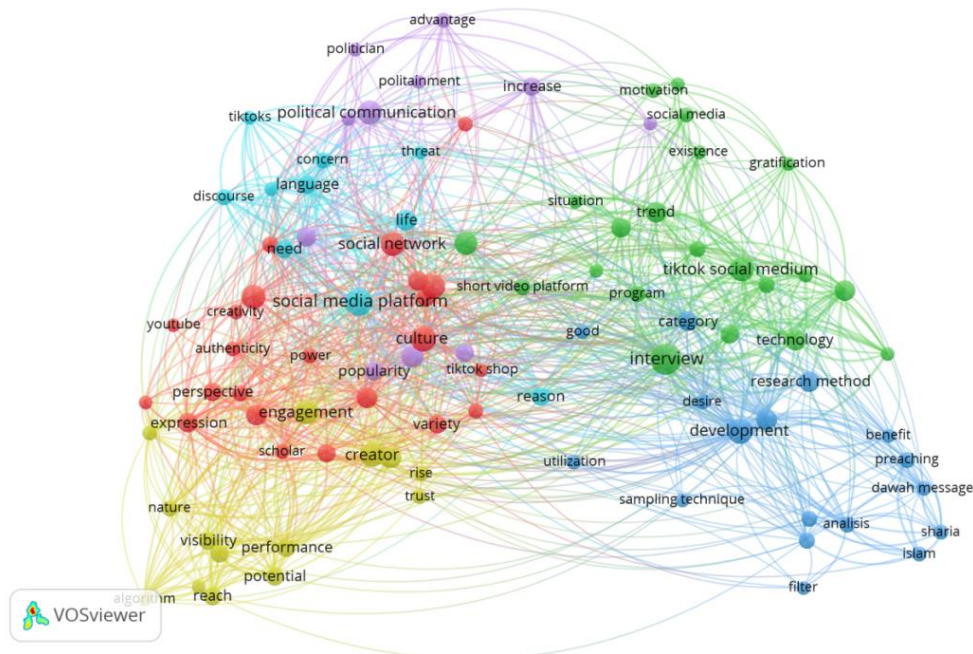 advantage
politician
politainment
increase
motivation
tiktoks
political communication
social media
concern
threat
existence
gratification
language
discourse
situation
trend
life
need
social network
tiktok social medium
short video platform
program
social media platform
creativity
youtube
good
category
culture
authenticity
power
technology
interview
popularity
tiktok shop
research method
perspective
reason
desire
engagement
expression
variety
development
benefit
scholar
creator
utilization
preaching
rise
dawah message
trust
sampling technique
nature
analisis
sharia
visibility
performance
islam
potential
filter
reach
algorithm
VOSviewer